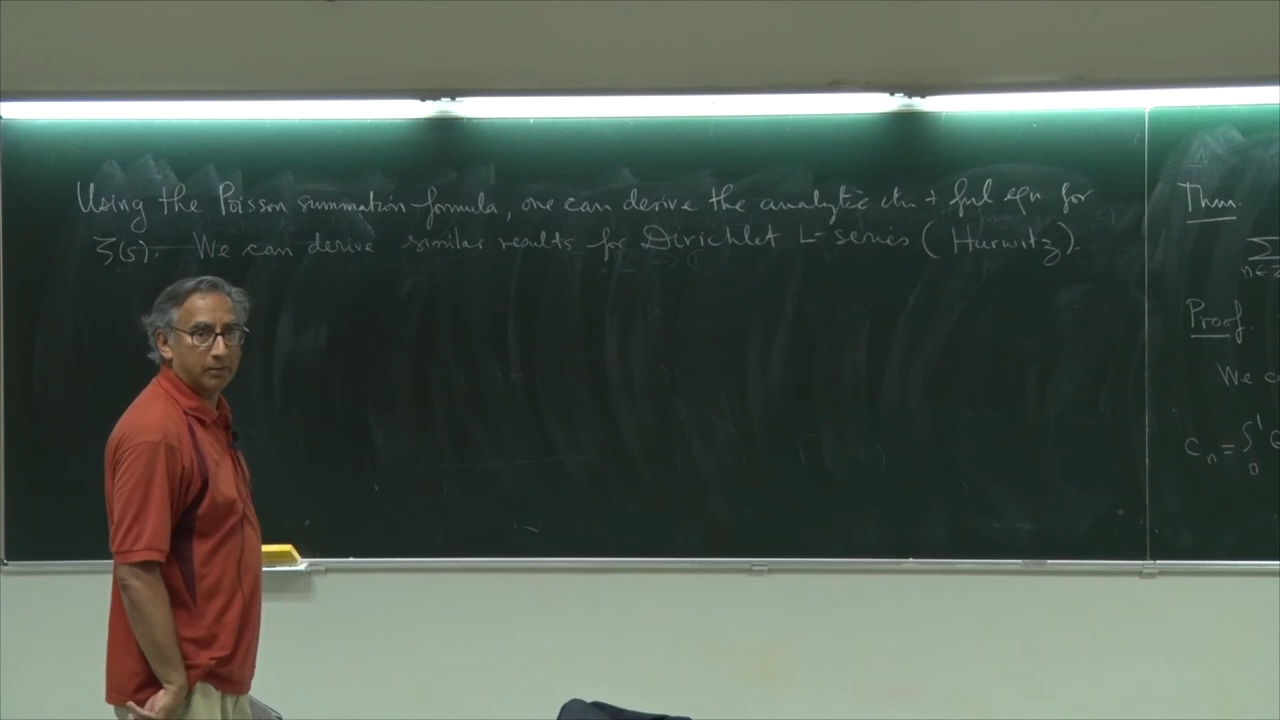 Using the Poisson summation formula, one can derive the analytic ctn + fnl eqn for
ζ(s). We can derive similar results for Dirichlet L-series (Hurwitz).
Thm.
∑
n∈Z
Proof.
We c
c_n = ∫_0^1